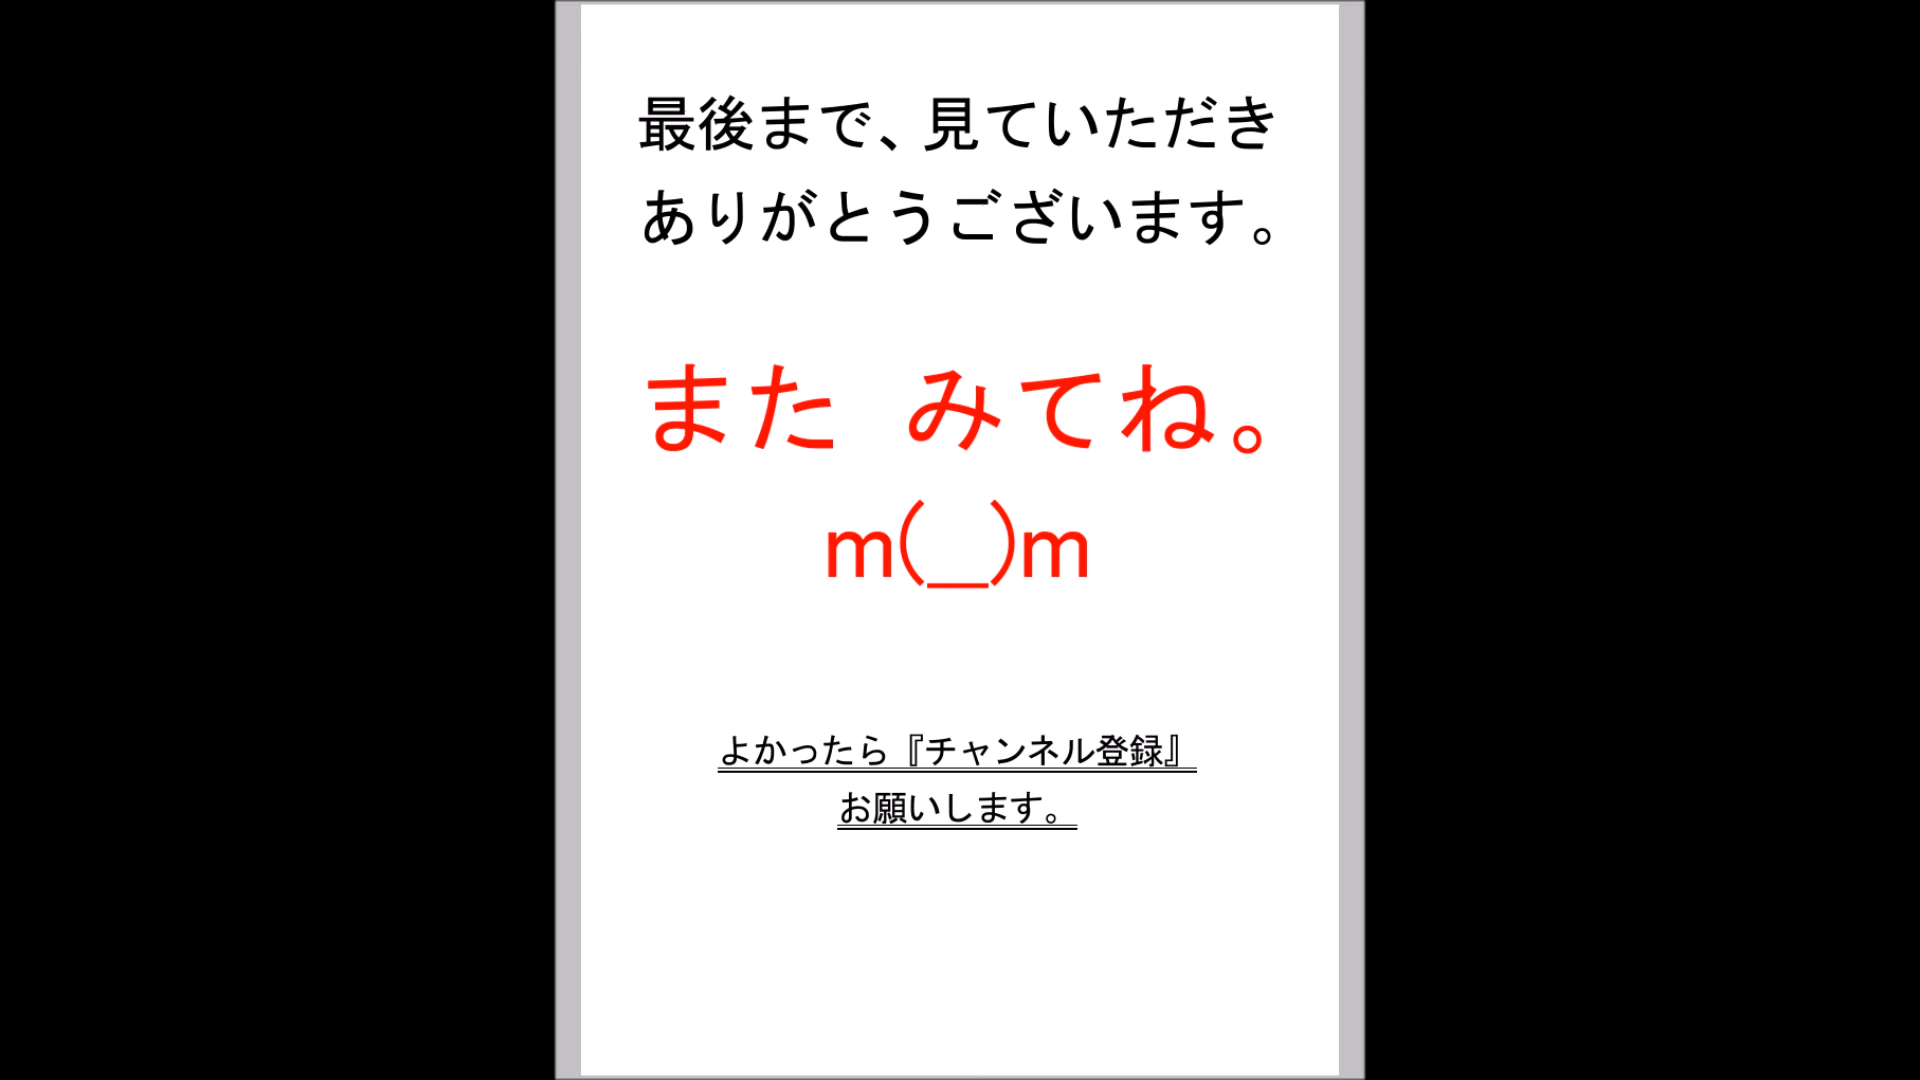 最後まで、見ていただき
ありがとうございます。
また みてね。
m(__)m
よかったら『チャンネル登録』
お願いします。